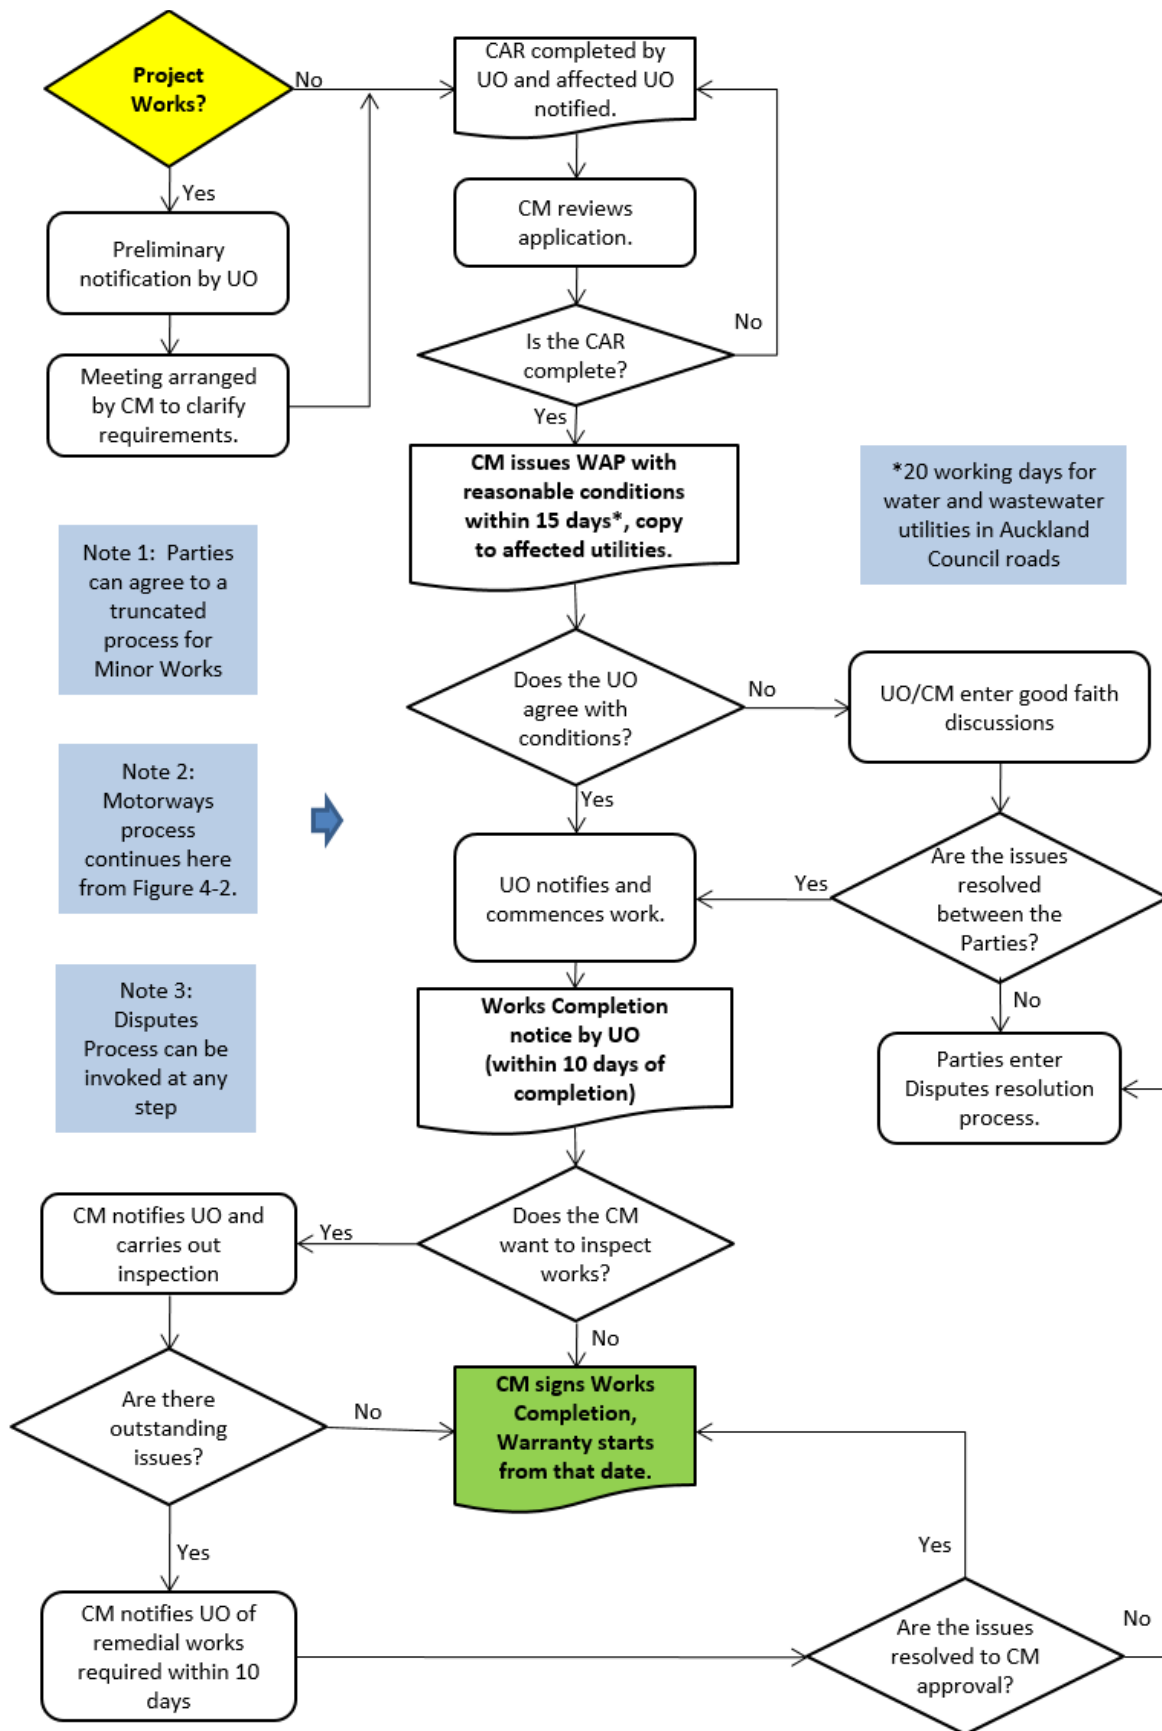 Project
Works?
No
CAR completed by
UO and affected UO
notified.
Yes
Preliminary
notification by UO
CM reviews
application.
Meeting arranged
by CM to clarify
requirements.
Is the CAR
complete?
No
Yes
CM issues WAP with
reasonable conditions
within 15 days*, copy
to affected utilities.
*20 working days for
water and wastewater
utilities in Auckland
Council roads
Note 1:  Parties
can agree to a
truncated
process for
Minor Works
Does the UO
agree with
conditions?
No
UO/CM enter good faith
discussions
Yes
Note 2:
Motorways
process
continues here
from Figure 4-2.
UO notifies and
commences work.
Yes
Are the issues
resolved
between the
Parties?
No
Note 3:
Disputes
Process can be
invoked at any
step
Works Completion
notice by UO
(within 10 days of
completion)
Parties enter
Disputes resolution
process.
CM notifies UO and
carries out
inspection
Yes
Does the CM
want to inspect
works?
No
Are there
outstanding
issues?
No
CM signs Works
Completion,
Warranty starts
from that date.
Yes
Yes
CM notifies UO of
remedial works
required within 10
days
Are the issues
resolved to CM
approval?
No